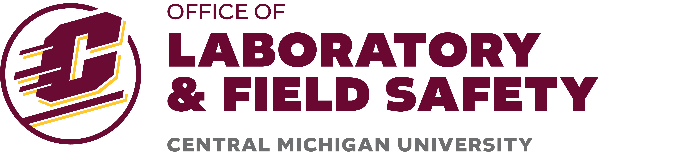 OFFICE OF
LABORATORY
& FIELD SAFETY
CENTRAL MICHIGAN UNIVERSITY